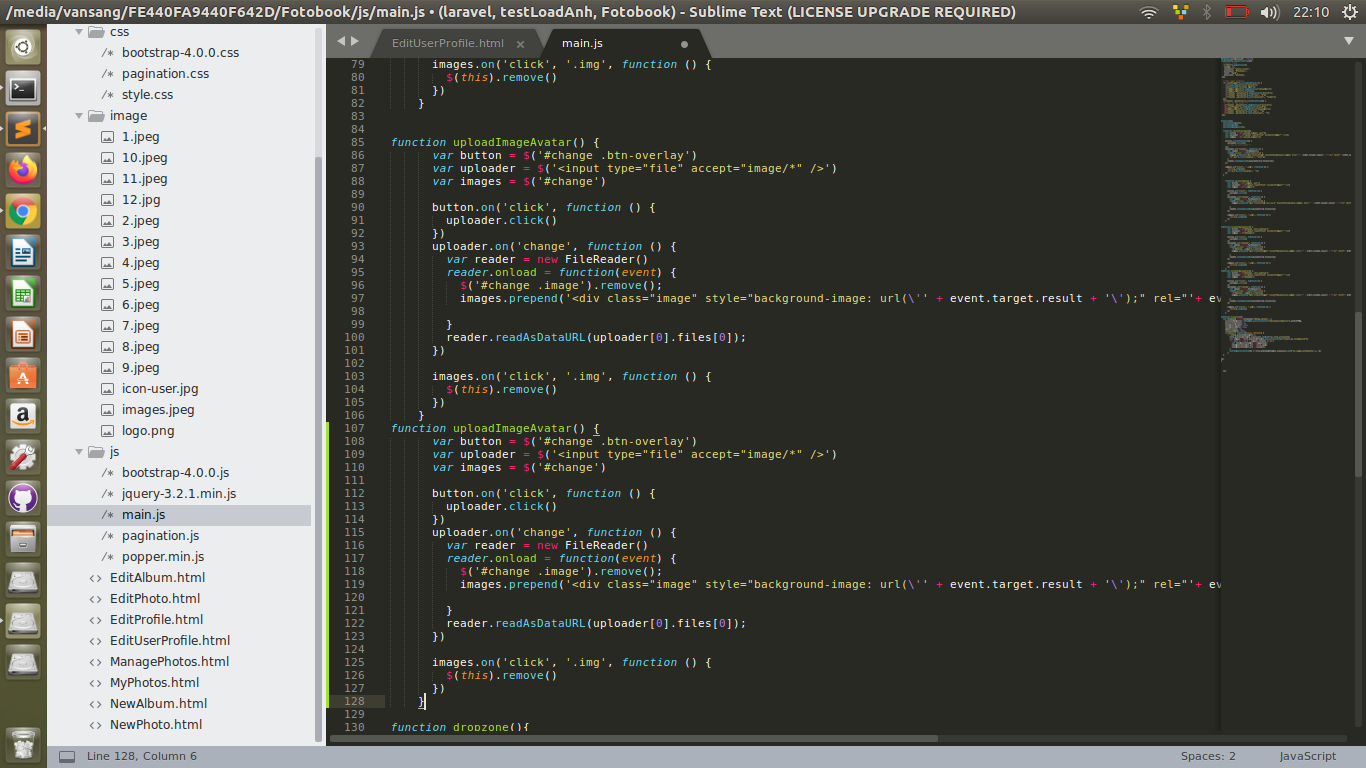 /media/vansang/FE440FA9440F642D/Fotobook/js/main.js • (laravel, testLoadAnh, Fotobook) - Sublime Text (LICENSE UPGRADE REQUIRED)
22:10
css
/* bootstrap-4.0.0.css
/* pagination.css
/* style.css
image
1.jpeg
10.jpeg
11.jpeg
12.jpg
2.jpeg
3.jpeg
4.jpeg
5.jpeg
6.jpeg
7.jpeg
8.jpeg
9.jpeg
icon-user.jpg
images.jpeg
logo.png
js
/* bootstrap-4.0.0.js
/* jquery-3.2.1.min.js
/* main.js
/* pagination.js
/* popper.min.js
<> EditAlbum.html
<> EditPhoto.html
<> EditProfile.html
<> EditUserProfile.html
<> ManagePhotos.html
<> MyPhotos.html
<> NewAlbum.html
<> NewPhoto.html
EditUserProfile.html ×
main.js
79 images.on('click', '.img', function () {
80 $(this).remove()
81 })
82 }
83
84
85 function uploadImageAvatar() {
86 var button = $('#change .btn-overlay')
87 var uploader = $('<input type="file" accept="image/*" />')
88 var images = $('#change')
89
90 button.on('click', function () {
91 uploader.click()
92 })
93 uploader.on('change', function () {
94 var reader = new FileReader()
95 reader.onload = function(event) {
96 $('#change .image').remove();
97 images.prepend('<div class="image" style="background-image: url(\'' + event.target.result + '\');" rel="'+ ev
98
99 }
100 reader.readAsDataURL(uploader[0].files[0]);
101 })
102
103 images.on('click', '.img', function () {
104 $(this).remove()
105 })
106 }
107 function uploadImageAvatar() {
108 var button = $('#change .btn-overlay')
109 var uploader = $('<input type="file" accept="image/*" />')
110 var images = $('#change')
111
112 button.on('click', function () {
113 uploader.click()
114 })
115 uploader.on('change', function () {
116 var reader = new FileReader()
117 reader.onload = function(event) {
118 $('#change .image').remove();
119 images.prepend('<div class="image" style="background-image: url(\'' + event.target.result + '\');" rel="'+ ev
120
121 }
122 reader.readAsDataURL(uploader[0].files[0]);
123 })
124
125 images.on('click', '.img', function () {
126 $(this).remove()
127 })
128 }
129
130 function dropzone(){
Line 128, Column 6
Spaces: 2
JavaScript